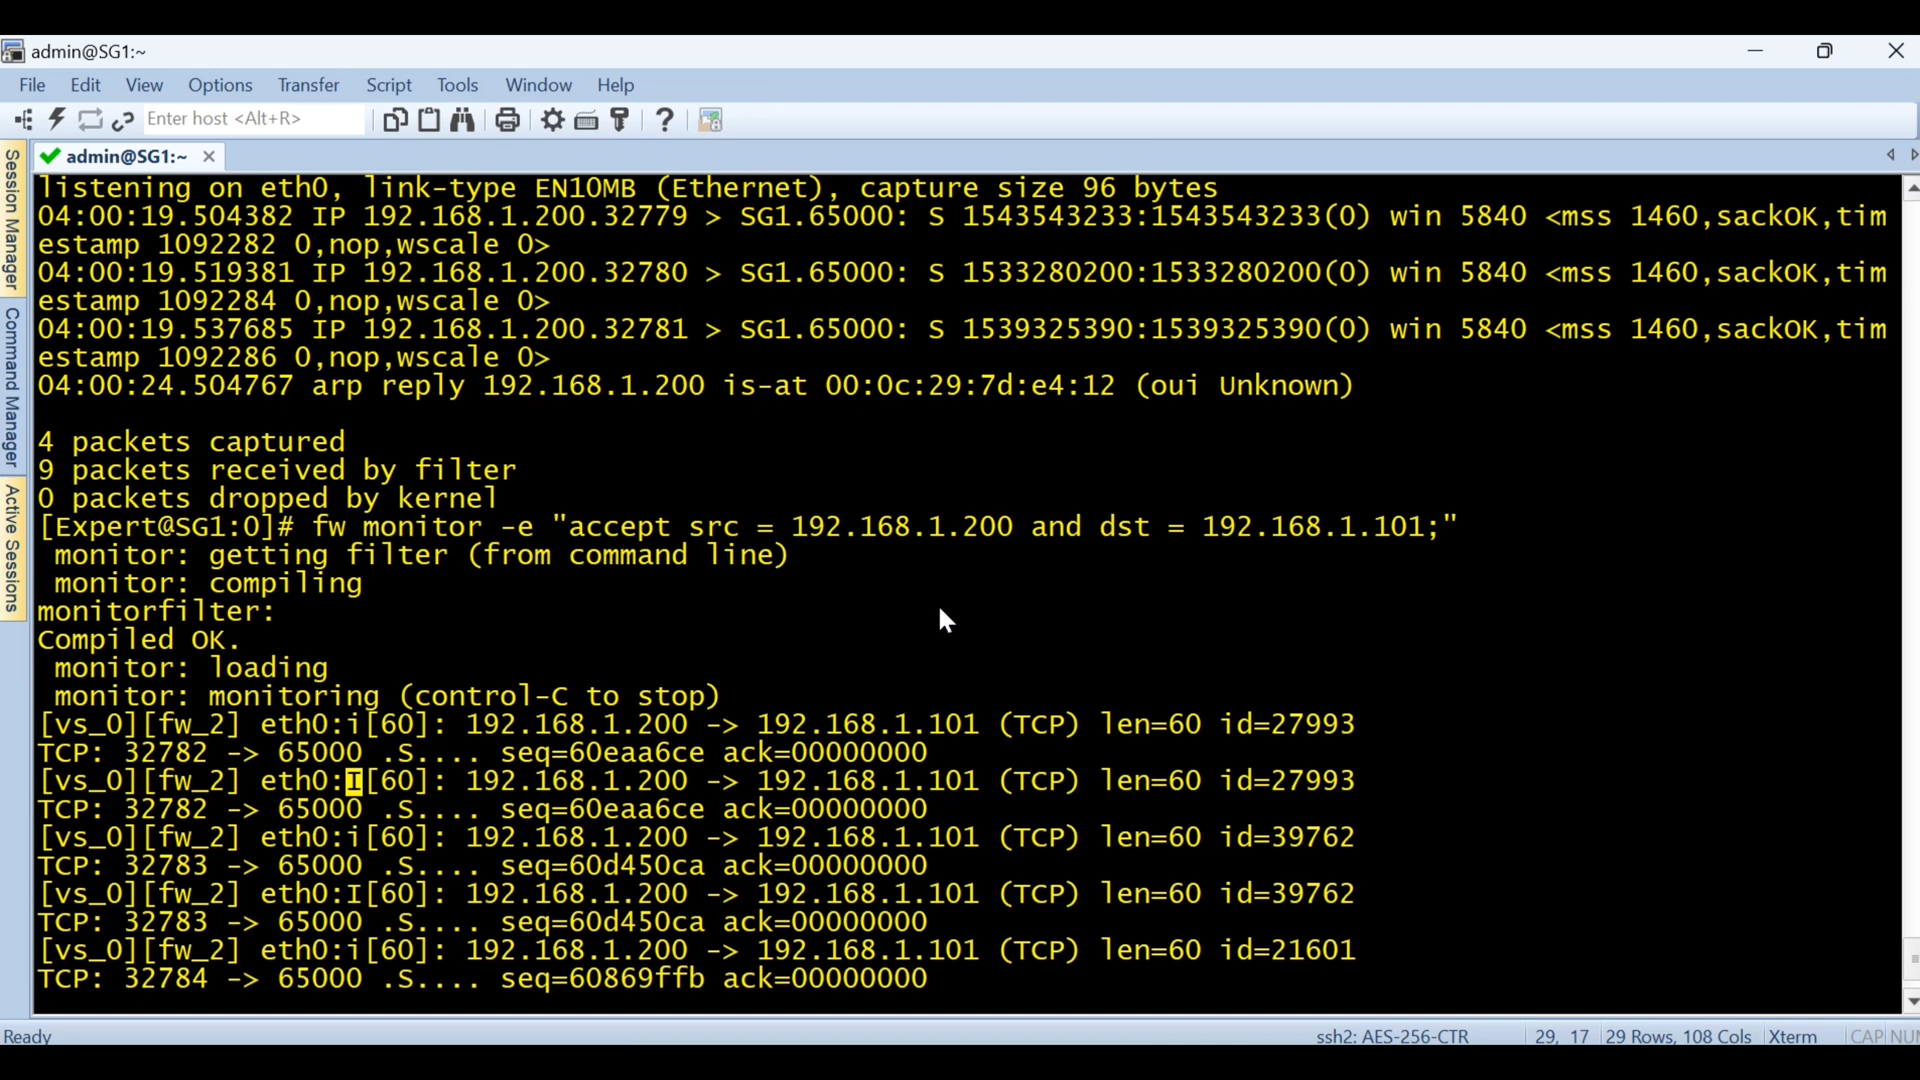 admin@SG1:~
File Edit View Options Transfer Script Tools Window Help
Enter host <Alt+R>
admin@SG1:~
Session Manager
Command Manager
Active Sessions
listening on eth0, link-type EN10MB (Ethernet), capture size 96 bytes
04:00:19.504382 IP 192.168.1.200.32779 > SG1.65000: S 1543543233:1543543233(0) win 5840 <mss 1460,sackOK,tim
estamp 1092282 0,nop,wscale 0>
04:00:19.519381 IP 192.168.1.200.32780 > SG1.65000: S 1533280200:1533280200(0) win 5840 <mss 1460,sackOK,tim
estamp 1092284 0,nop,wscale 0>
04:00:19.537685 IP 192.168.1.200.32781 > SG1.65000: S 1539325390:1539325390(0) win 5840 <mss 1460,sackOK,tim
estamp 1092286 0,nop,wscale 0>
04:00:24.504767 arp reply 192.168.1.200 is-at 00:0c:29:7d:e4:12 (oui Unknown)
4 packets captured
9 packets received by filter
0 packets dropped by kernel
[Expert@SG1:0]# fw monitor -e "accept src = 192.168.1.200 and dst = 192.168.1.101;"
monitor: getting filter (from command line)
monitor: compiling
monitorfilter:
Compiled OK.
monitor: loading
monitor: monitoring (control-C to stop)
[vs_0][fw_2] eth0:i[60]: 192.168.1.200 -> 192.168.1.101 (TCP) len=60 id=27993
TCP: 32782 -> 65000 .S.... seq=60eaa6ce ack=00000000
[vs_0][fw_2] eth0:I[60]: 192.168.1.200 -> 192.168.1.101 (TCP) len=60 id=27993
TCP: 32782 -> 65000 .S.... seq=60eaa6ce ack=00000000
[vs_0][fw_2] eth0:i[60]: 192.168.1.200 -> 192.168.1.101 (TCP) len=60 id=39762
TCP: 32783 -> 65000 .S.... seq=60d450ca ack=00000000
[vs_0][fw_2] eth0:I[60]: 192.168.1.200 -> 192.168.1.101 (TCP) len=60 id=39762
TCP: 32783 -> 65000 .S.... seq=60d450ca ack=00000000
[vs_0][fw_2] eth0:i[60]: 192.168.1.200 -> 192.168.1.101 (TCP) len=60 id=21601
TCP: 32784 -> 65000 .S.... seq=60869ffb ack=00000000
Ready ssh2: AES-256-CTR 29, 17 29 Rows, 108 Cols Xterm CAP NU